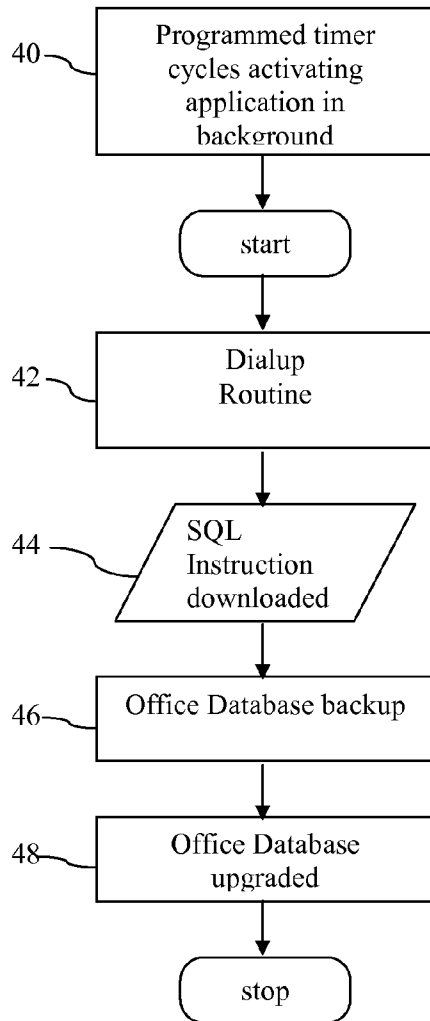 40
Programmed timer
cycles activating
application in
background
start
42
Dialup
Routine
44
SQL
Instruction
downloaded
46
Office Database backup
48
Office Database
upgraded
stop